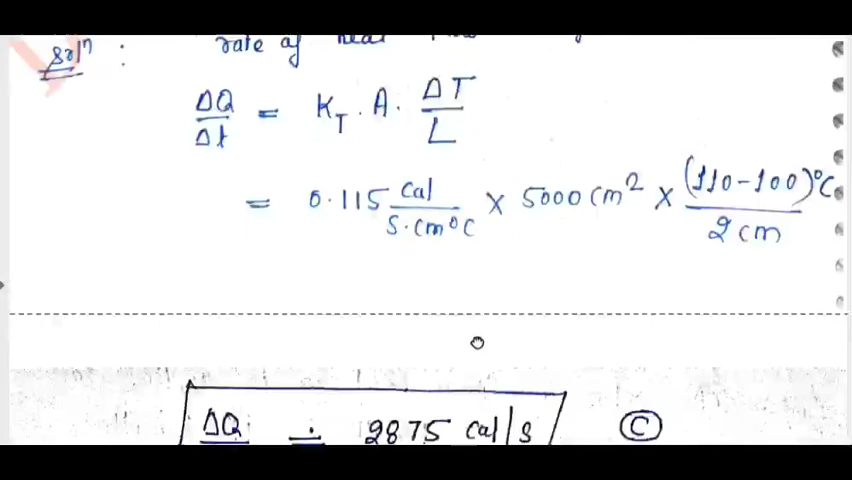 Solⁿ : rate of
ΔQ/Δt = K_T . A . ΔT/L
= 0.115 Cal/S.cm°C × 5000 cm² × (110-100)°C/2 cm
ΔQ = 2875 cal/s Ⓒ